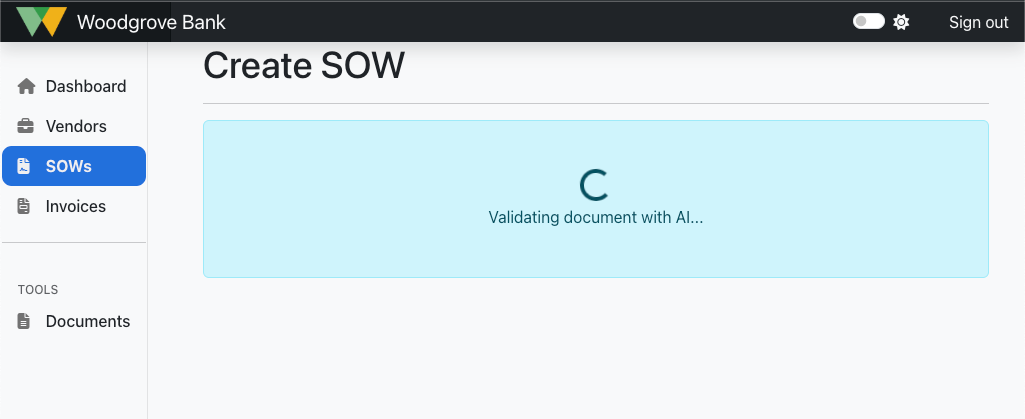 Woodgrove Bank
Sign out
Dashboard
Vendors
SOWs
Invoices
TOOLS
Documents
Create SOW
Validating document with AI...